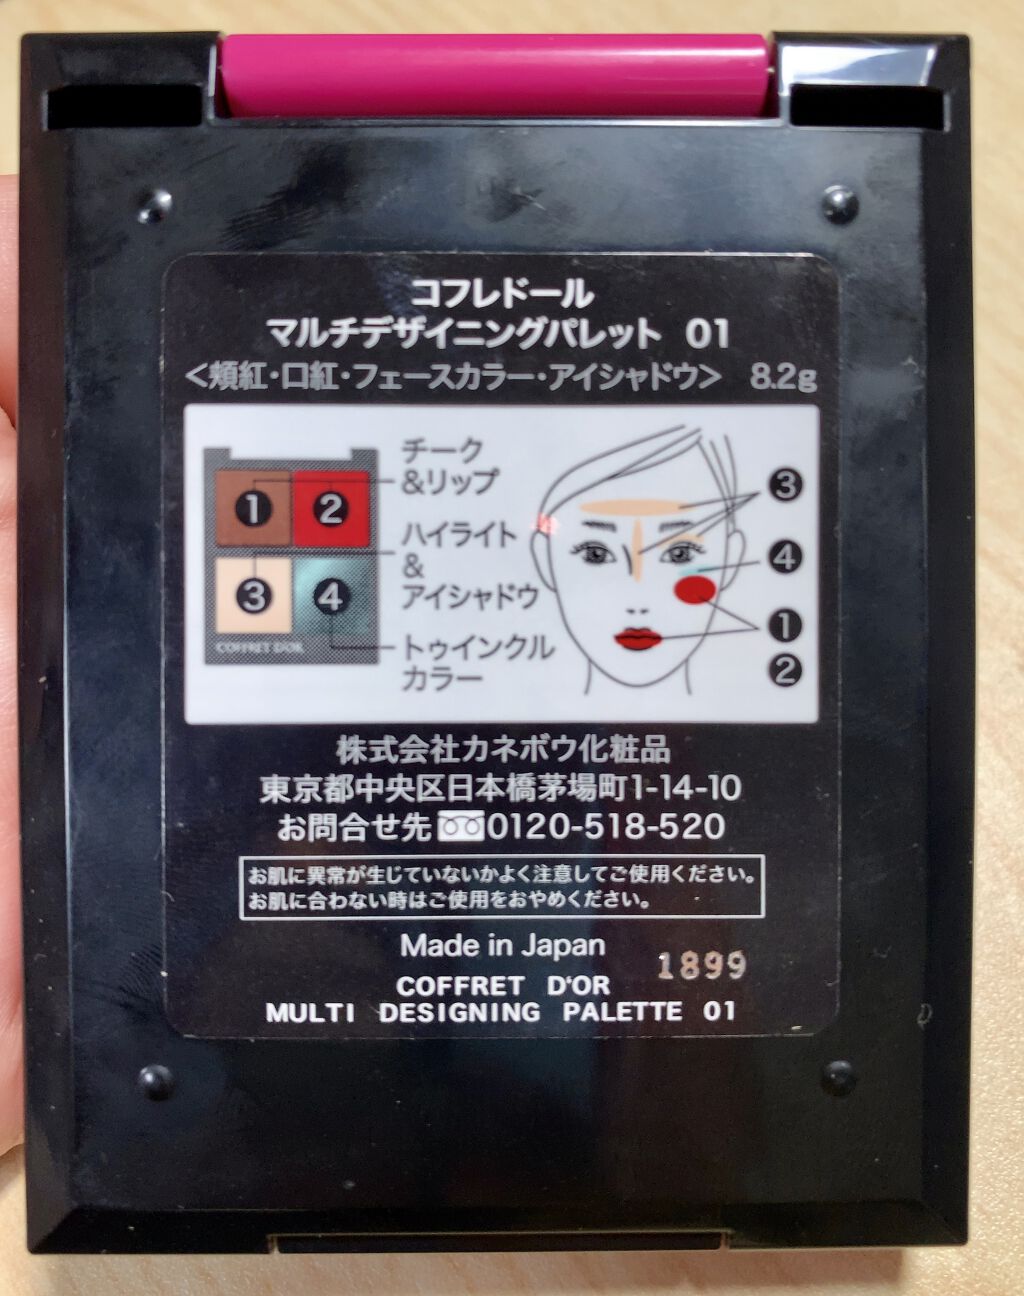 コフレドール
マルチデザイニングパレット 01
<頬紅・口紅・フェースカラー・アイシャドウ> 8.2g
チーク
&リップ
1 2
ハイライト
&
アイシャドウ
3 4
COFFRET D'OR
トゥインクル
カラー
3
4
1
2
株式会社カネボウ化粧品
東京都中央区日本橋茅場町1-14-10
お問合せ先 0120-518-520
お肌に異常が生じていないかよく注意してご使用ください。
お肌に合わない時はご使用をおやめください。
Made in Japan
1899
COFFRET D'OR
MULTI DESIGNING PALETTE 01